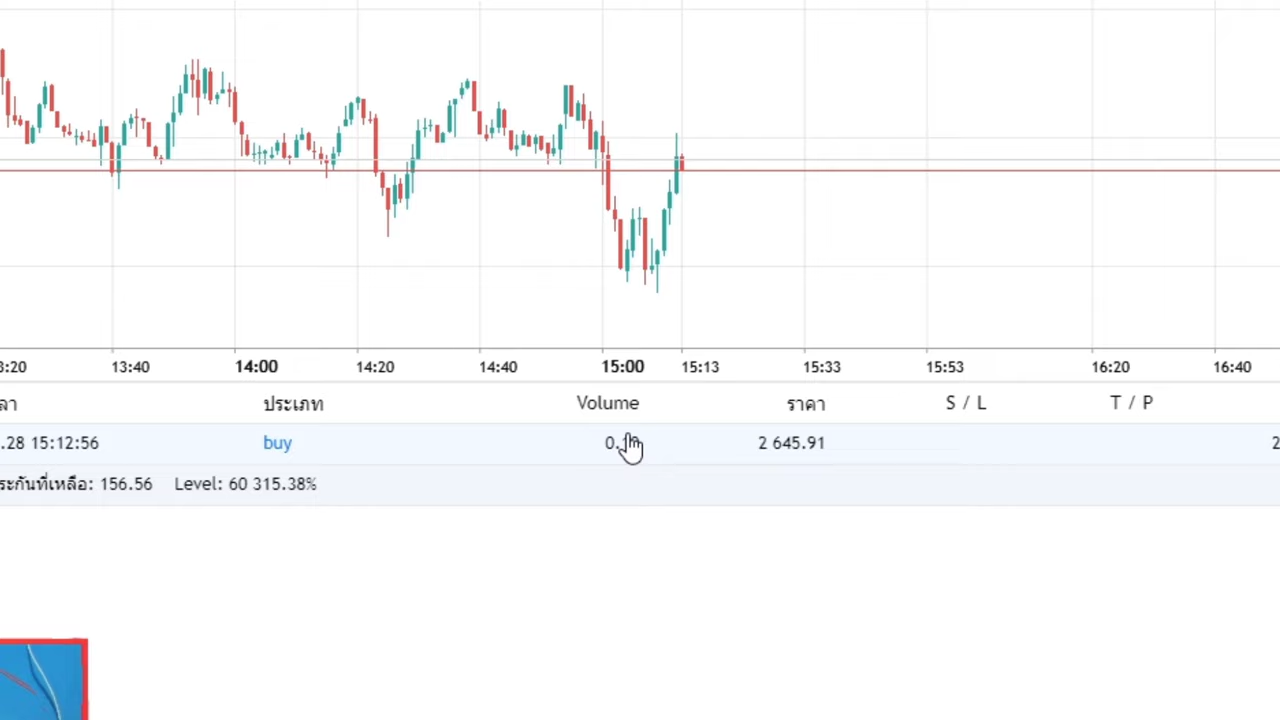 3:20 13:40 14:00 14:20 14:40 15:00 15:13 15:33 15:53 16:20 16:40
ลา ประเภท Volume ราคา S / L T / P
.28 15:12:56 buy 2 645.91 2
ระกันที่เหลือ: 156.56 Level: 60 315.38%